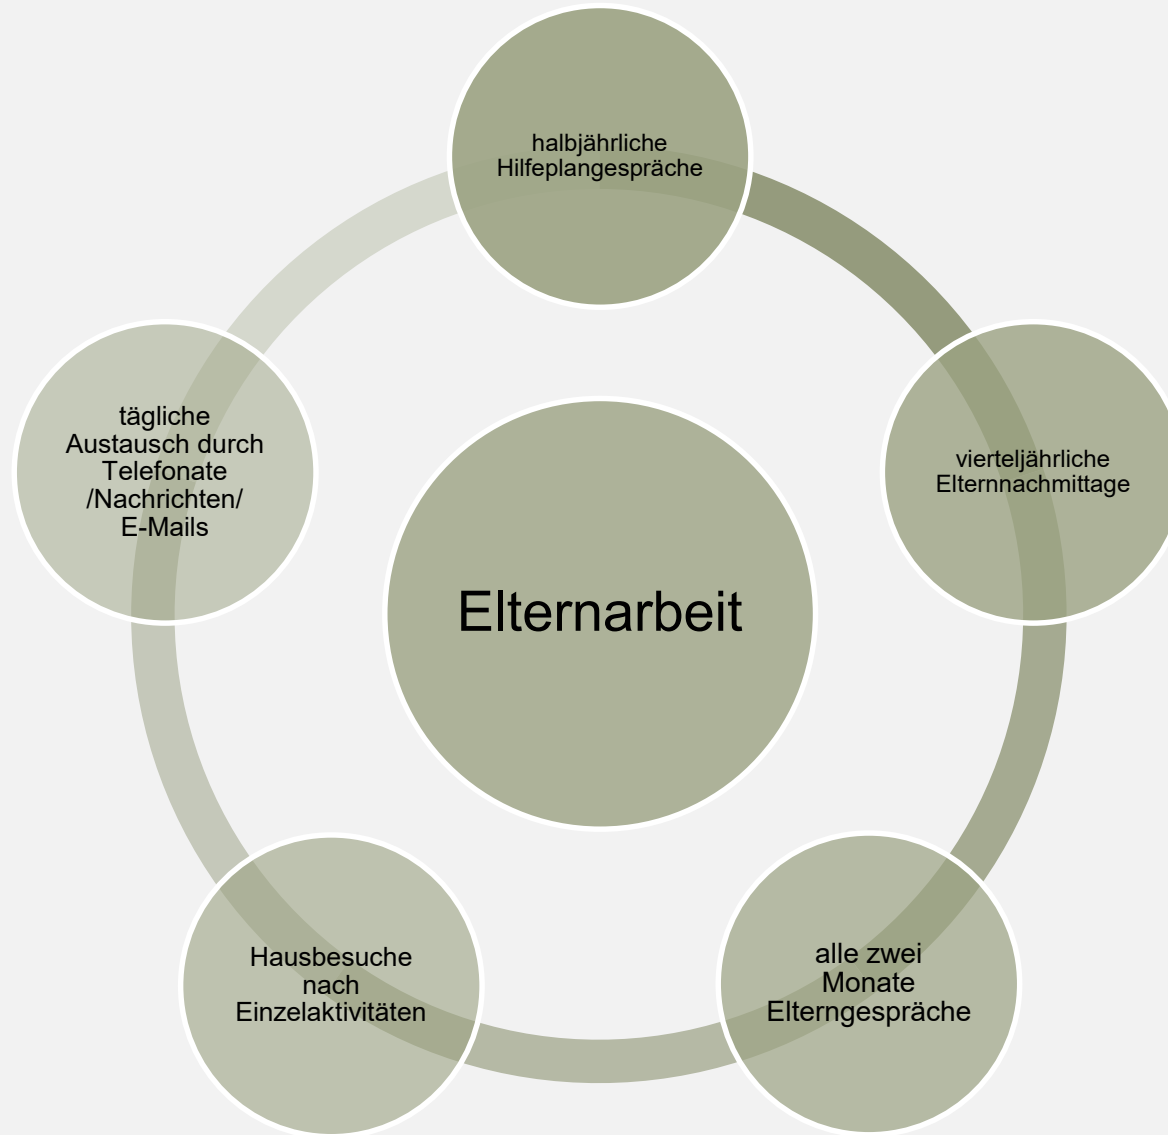 halbjährliche
Hilfeplangespräche
vierteljährliche
Elternnachmittage
alle zwei
Monate
Elterngespräche
Hausbesuche
nach
Einzelaktivitäten
tägliche
Austausch durch
Telefonate
/Nachrichten/
E-Mails
Elternarbeit